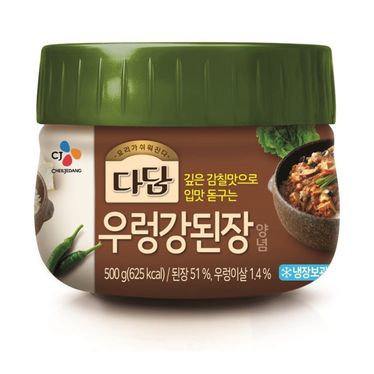 CJ
CHEILJEDANG
요리가 쉬워진다
다담
깊은 감칠맛으로
입맛 돋구는
우렁강된장
양념
500 g(625 kcal) / 된장 51 %, 우렁이살 1.4 %
냉장보관